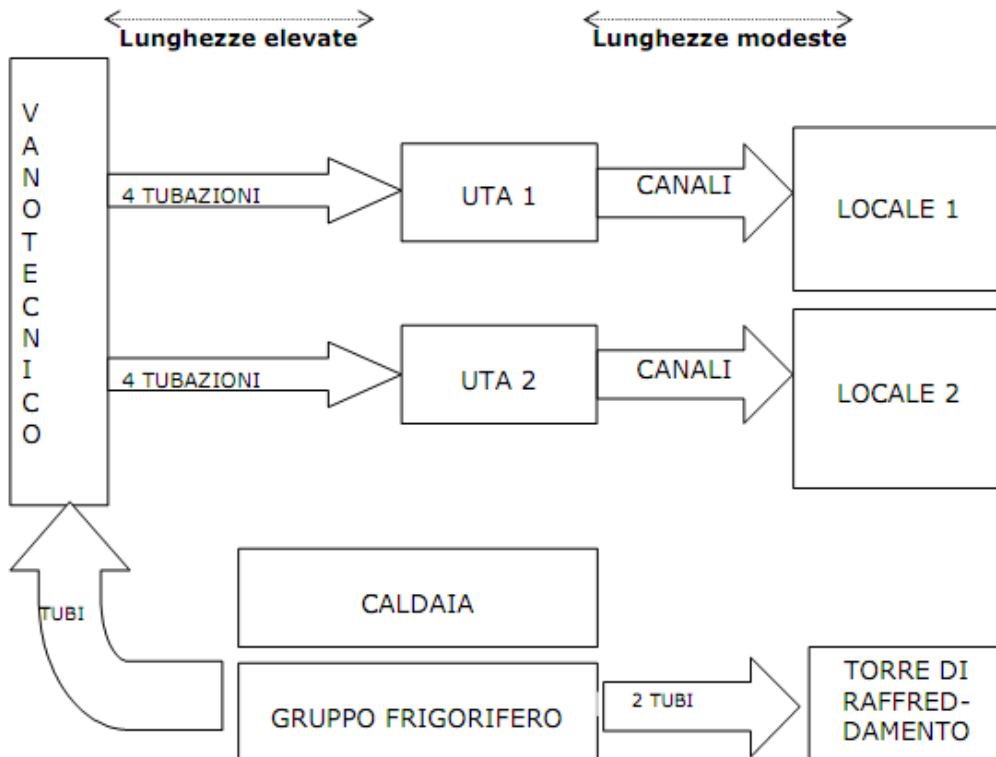 Lunghezze elevate
Lunghezze modeste
V
A
N
O
T
E
C
N
I
C
O
4 TUBAZIONI
UTA 1
CANALI
LOCALE 1
4 TUBAZIONI
UTA 2
CANALI
LOCALE 2
TUBI
CALDAIA
GRUPPO FRIGORIFERO
2 TUBI
TORRE DI
RAFFRED-
DAMENTO